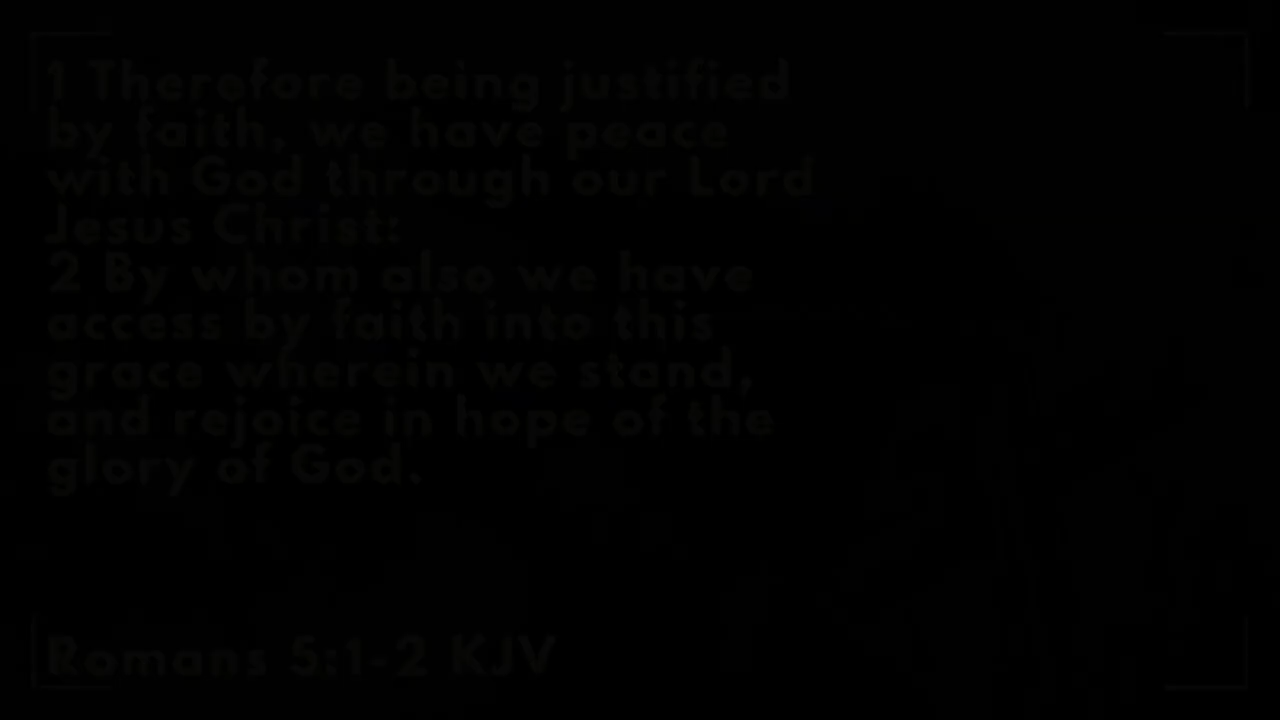 1 Therefore being justified
by faith, we have peace
with God through our Lord
Jesus Christ:
2 By whom also we have
access by faith into this
grace wherein we stand,
and rejoice in hope of the
glory of God.
Romans 5:1-2 KJV